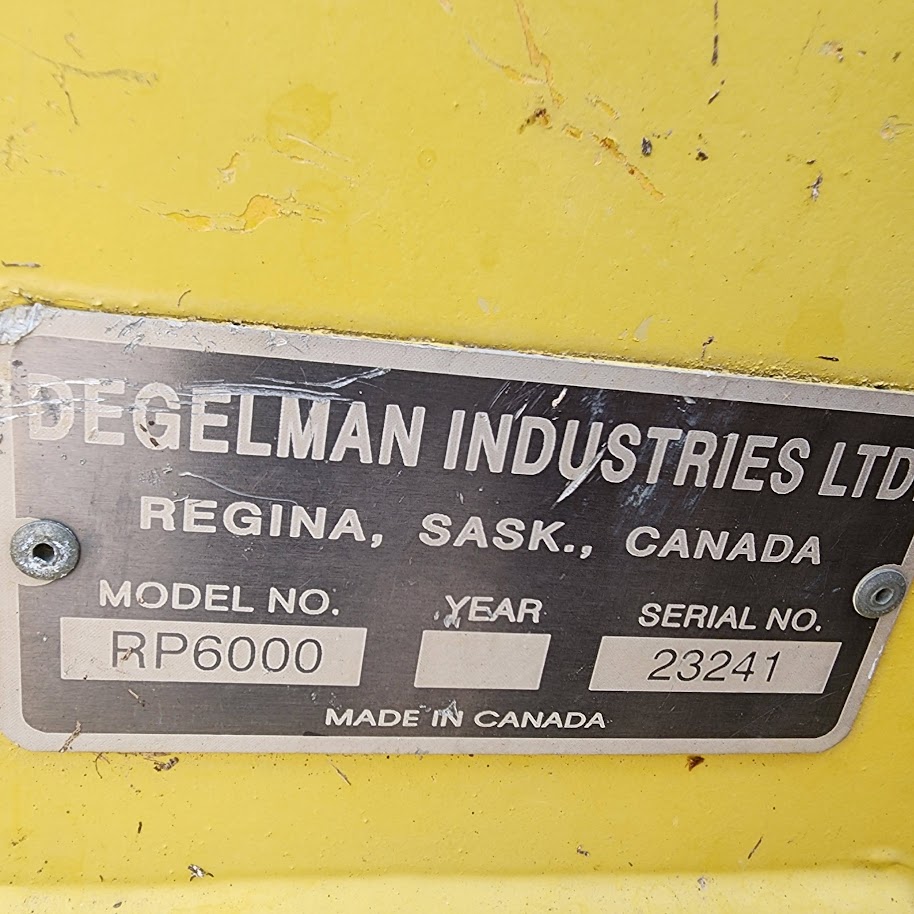 DEGELMAN INDUSTRIES LTD
REGINA, SASK., CANADA
MODEL NO. YEAR SERIAL NO.
RP6000 23241
MADE IN CANADA